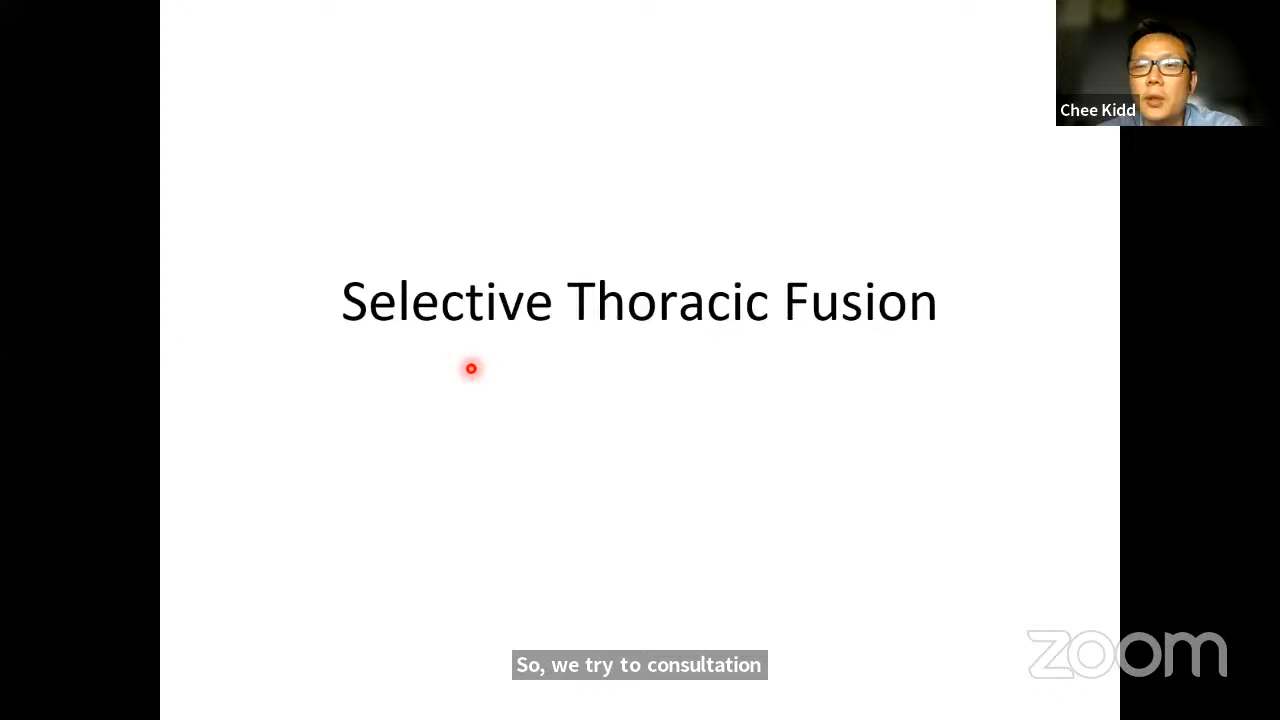 Chee Kidd
Selective Thoracic Fusion
So, we try to consultation
zoom